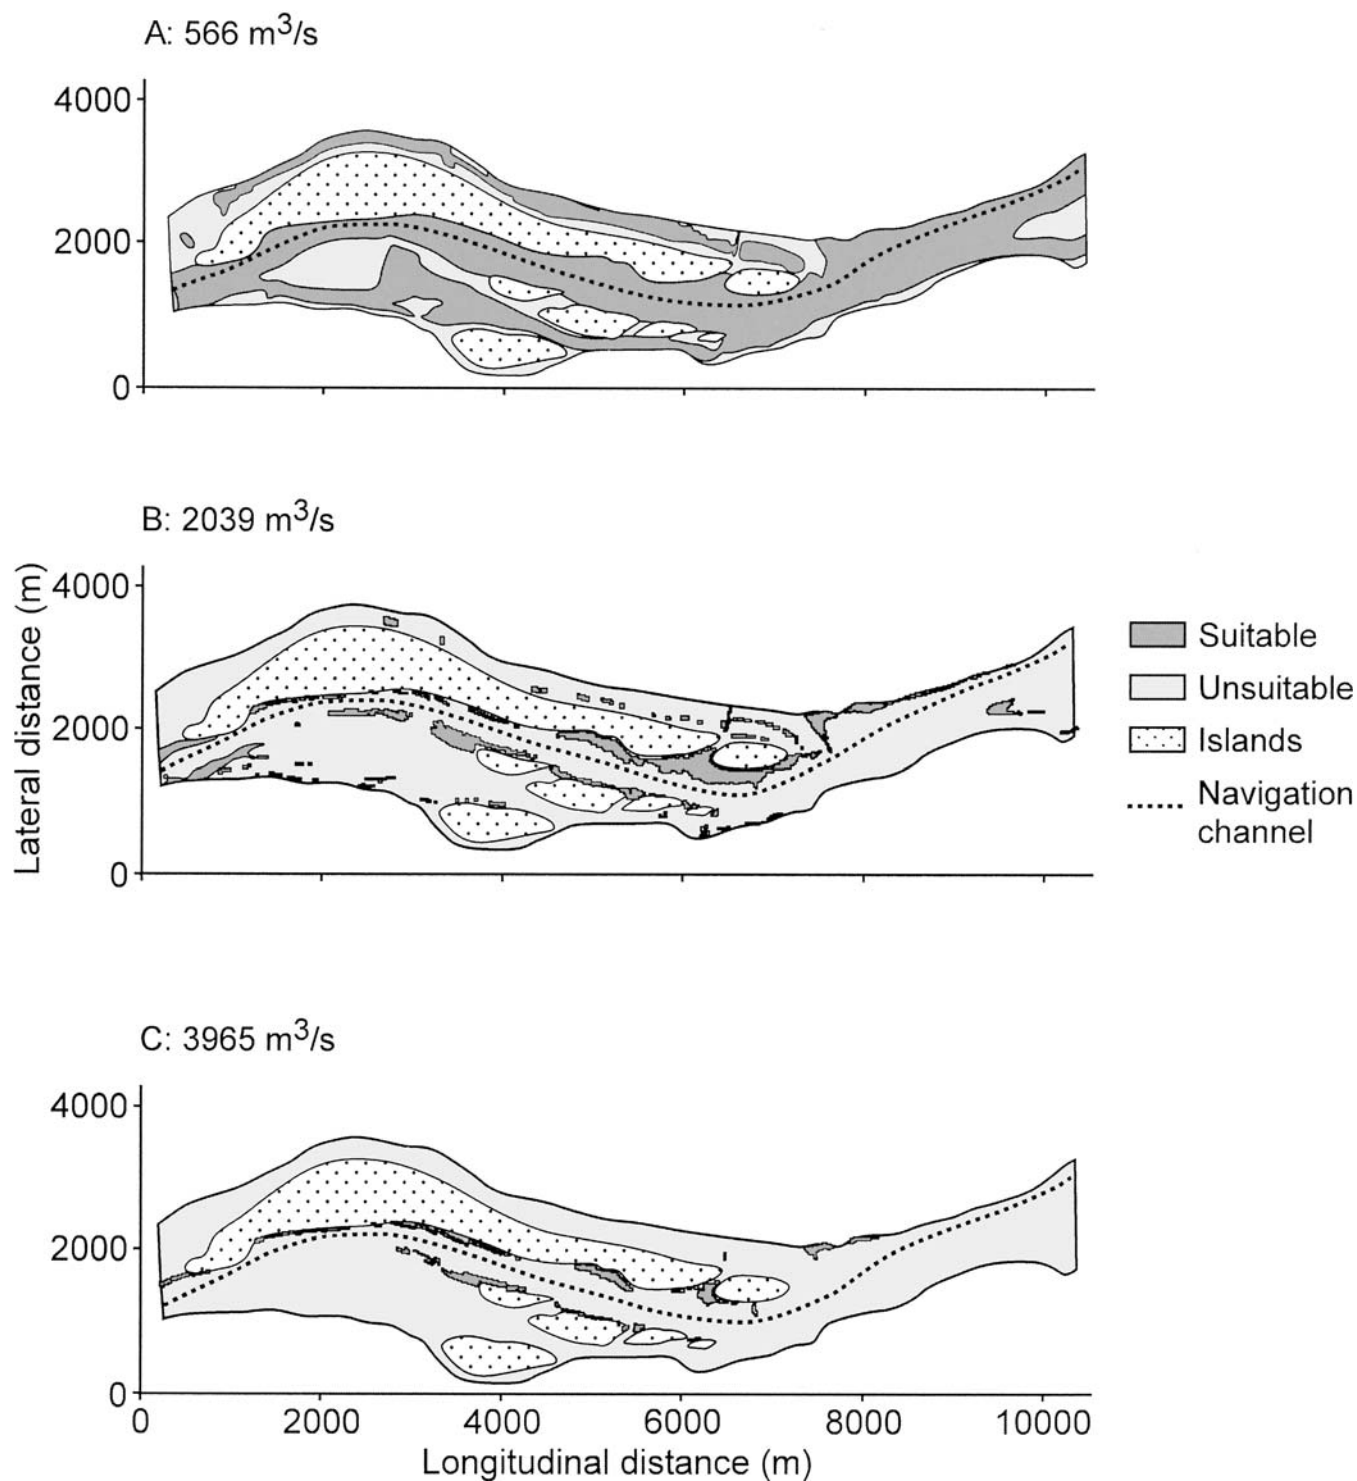 A: 566 m³/s
4000
2000
0
B: 2039 m³/s
4000
2000
0
Lateral distance (m)
Suitable
Unsuitable
Islands
Navigation
channel
C: 3965 m³/s
4000
2000
0
0 2000 4000 6000 8000 10000
Longitudinal distance (m)